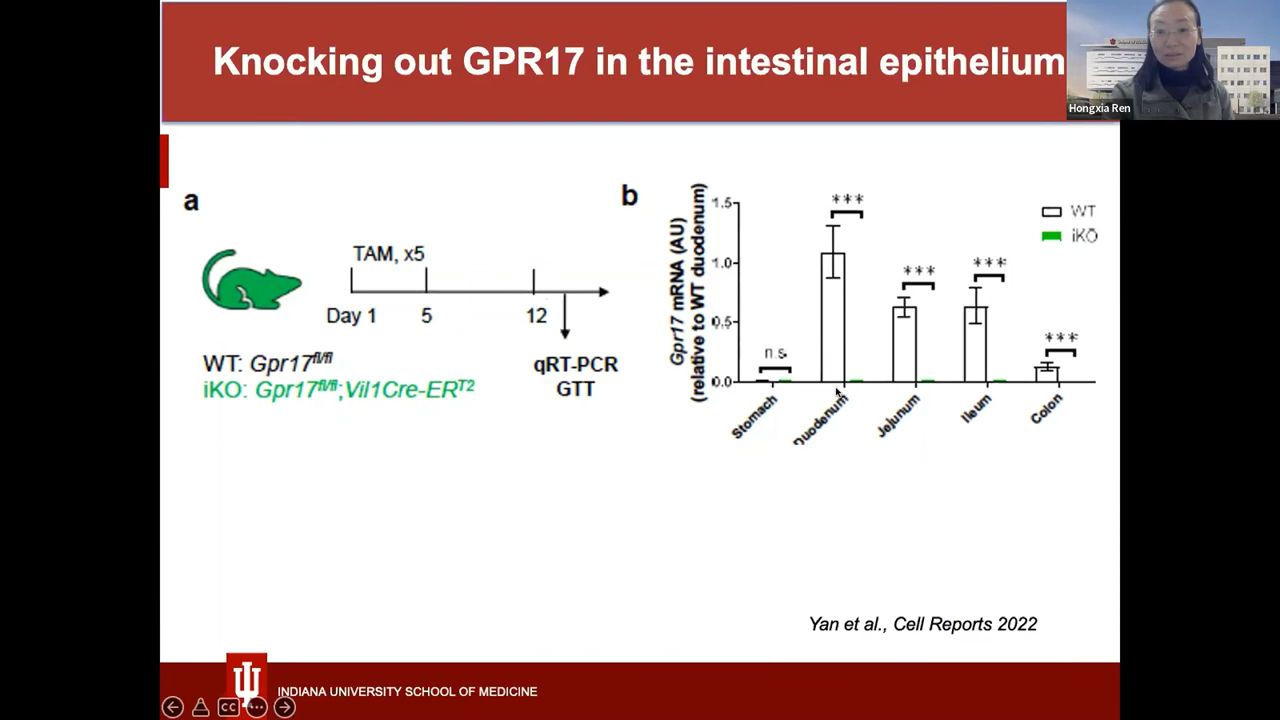 Knocking out GPR17 in the intestinal epithelium
Hongxia Ren
a
TAM, x5
Day 1
5
12
qRT-PCR
GTT
WT: Gpr17fl/fl
iKO: Gpr17fl/fl;Vil1Cre-ERT2
b
Gpr17 mRNA (AU)
(relative to WT duodenum)
1.5
1.0
0.5
0.0
n.s
***
***
***
***
WT
iKO
Stomach
Duodenum
Jejunum
Ileum
Colon
Yan et al., Cell Reports 2022
INDIANA UNIVERSITY SCHOOL OF MEDICINE
CC